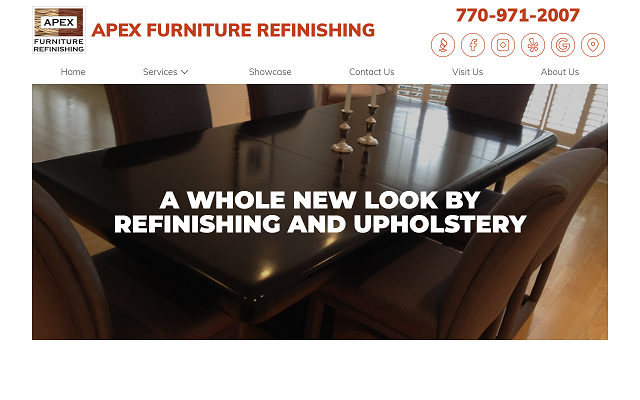 APEX
FURNITURE
REFINISHING
APEX FURNITURE REFINISHING
770-971-2007
Home
Services
Showcase
Contact Us
Visit Us
About Us
A WHOLE NEW LOOK BY
REFINISHING AND UPHOLSTERY